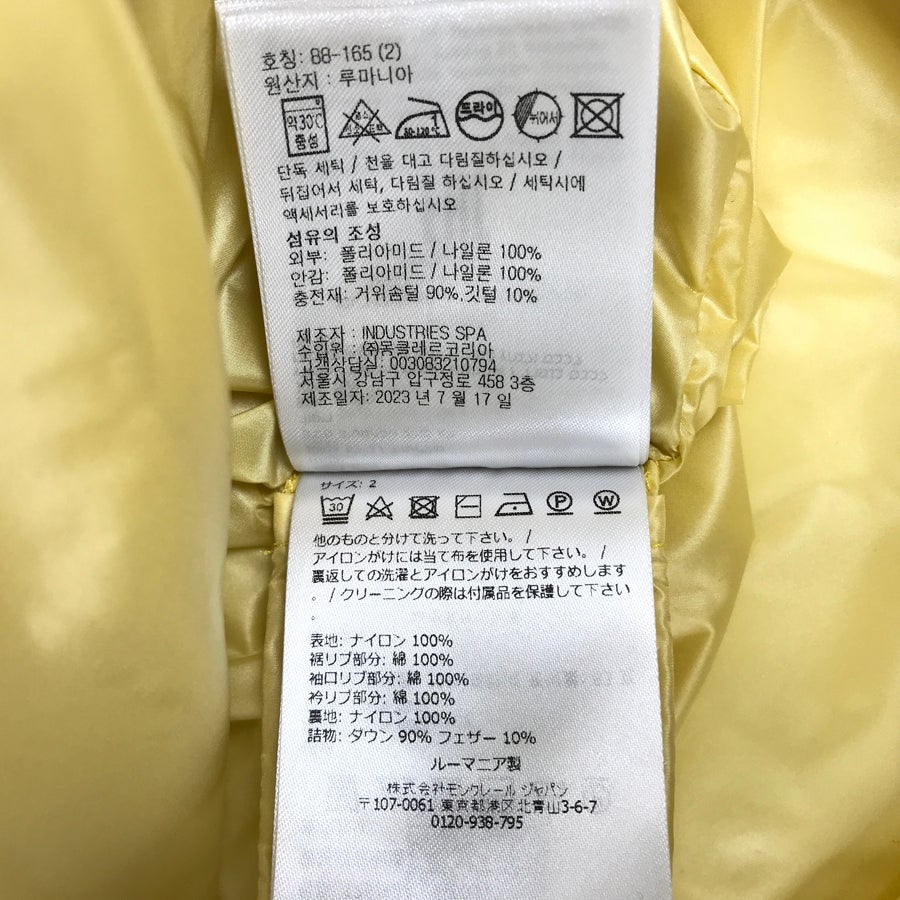 호칭: 88-165 (2)
원산지 : 루마니아
약30℃ 중성 80-120℃ 드라이 뉘어서
단독 세탁 / 천을 대고 다림질하십시오 /
뒤집어서 세탁, 다림질 하십시오 / 세탁시에
액세서리를 보호하십시오
섬유의 조성
외부: 폴리아미드 / 나일론 100%
안감: 폴리아미드 / 나일론 100%
충전재: 거위솜털 90%,깃털 10%
제조자 : INDUSTRIES SPA
수입원 : ㈜몽클레르코리아
고객상담실: 003083210794
서울시 강남구 압구정로 458 3층
제조일자: 2023 년 7 월 17 일
サイズ: 2
30 P W
他のものと分けて洗って下さい。 /
アイロンがけには当て布を使用して下さい。 /
裏返しての洗濯とアイロンがけをおすすめします
。 / クリーニングの際は付属品を保護して下さい
。
表地: ナイロン 100%
裾リブ部分: 綿 100%
袖口リブ部分: 綿 100%
衿リブ部分: 綿 100%
裏地: ナイロン 100%
詰物: ダウン 90% フェザー 10%
ルーマニア製
株式会社モンクレール ジャパン
〒107-0061 東京都港区北青山3-6-7
0120-938-795